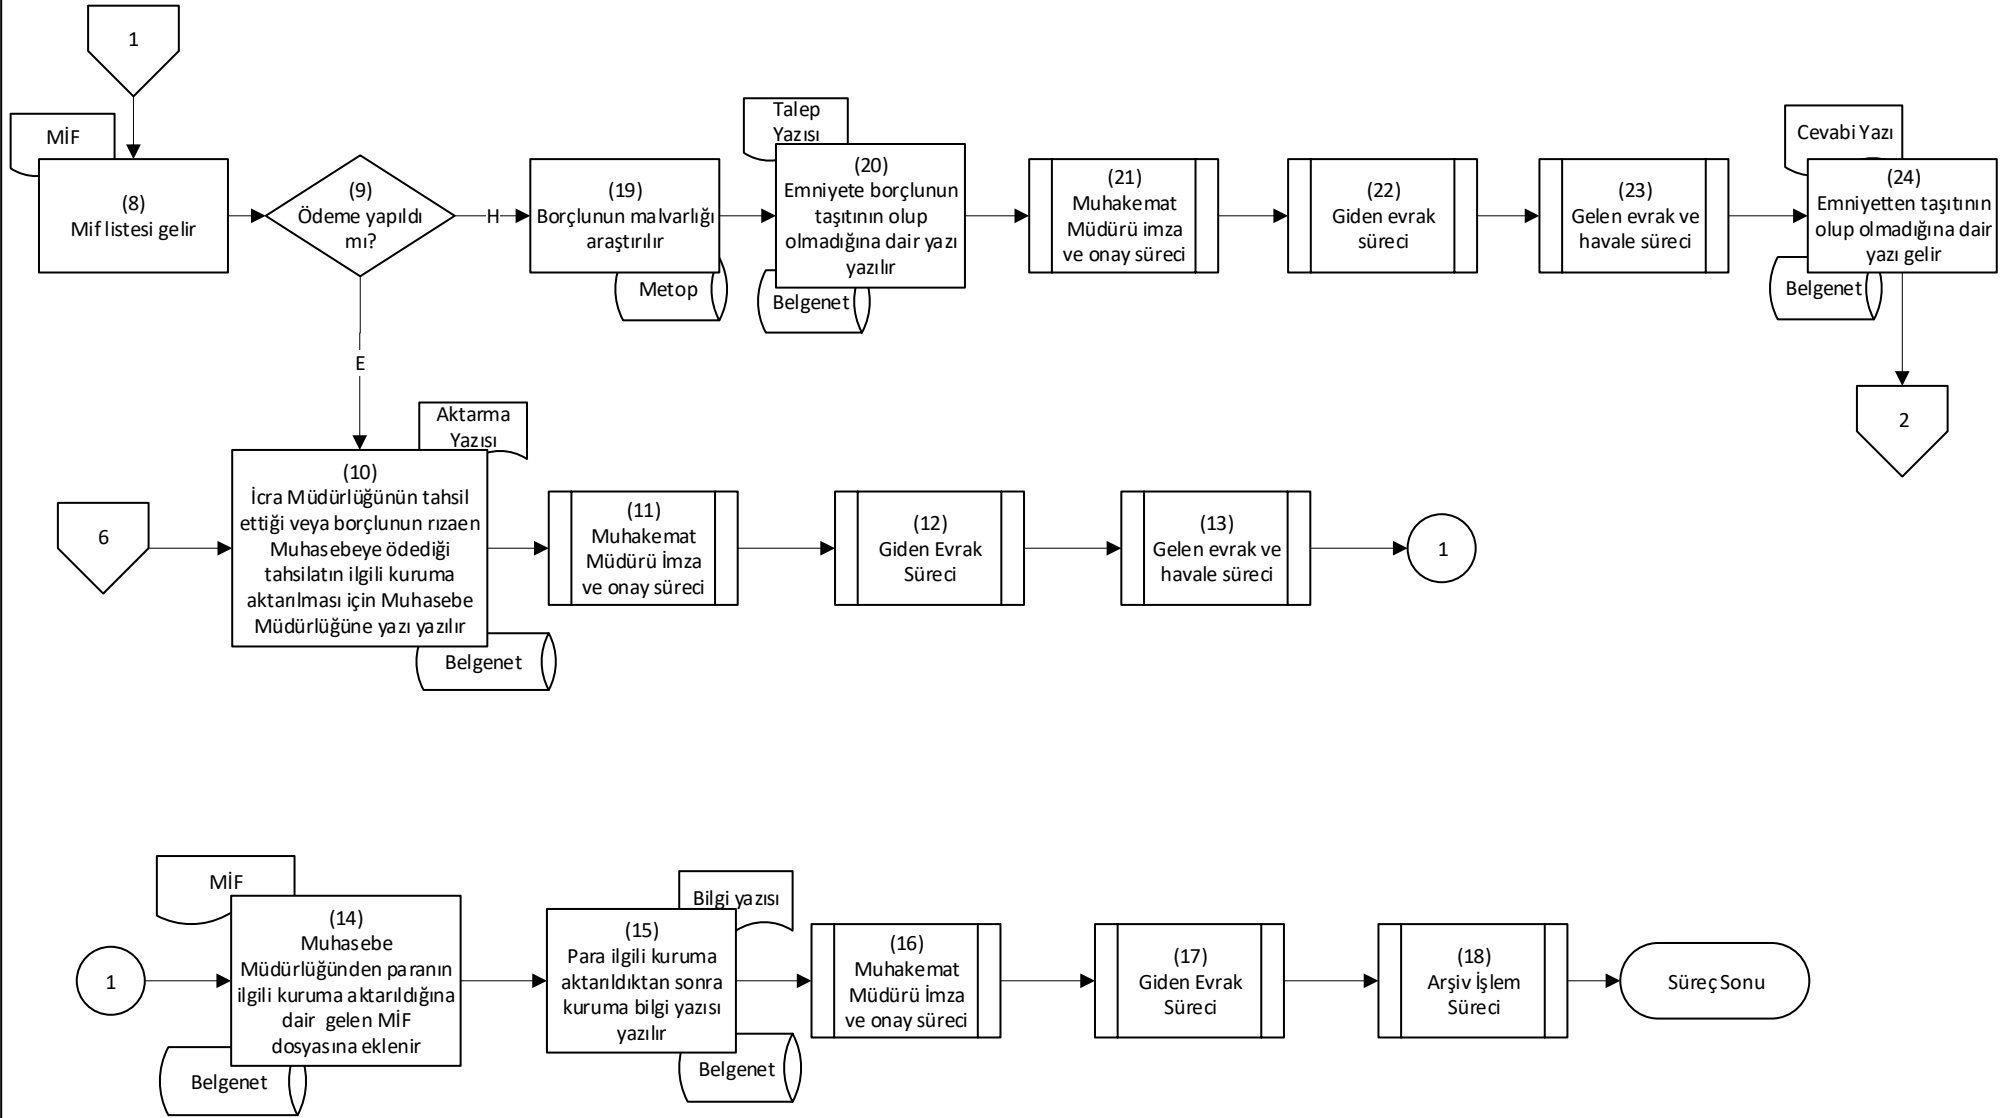 1
MİF
(8)
Mif listesi gelir
(9)
Ödeme yapıldı
mı?
H
E
(19)
Borçlunun malvarlığı
araştırılır
Metop
Talep
Yazısı
(20)
Emniyete borçlunun
taşıtının olup
olmadığına dair yazı
yazılır
Belgenet
(21)
Muhakemat
Müdürü imza
ve onay süreci
(22)
Giden evrak
süreci
(23)
Gelen evrak ve
havale süreci
Cevabi Yazı
(24)
Emniyetten taşıtının
olup olmadığına dair
yazı gelir
Belgenet
2
6
Aktarma
Yazısı
(10)
İcra Müdürlüğünün tahsil
ettiği veya borçlunun rızaen
Muhasebeye ödediği
tahsilatın ilgili kuruma
aktarılması için Muhasebe
Müdürlüğüne yazı yazılır
Belgenet
(11)
Muhakemat
Müdürü İmza
ve onay süreci
(12)
Giden Evrak
Süreci
(13)
Gelen evrak ve
havale süreci
1
1
MİF
(14)
Muhasebe
Müdürlüğünden paranın
ilgili kuruma aktarıldığına
dair gelen MİF
dosyasına eklenir
Belgenet
Bilgi yazısı
(15)
Para ilgili kuruma
aktarıldıktan sonra
kuruma bilgi yazısı
yazılır
Belgenet
(16)
Muhakemat
Müdürü İmza
ve onay süreci
(17)
Giden Evrak
Süreci
(18)
Arşiv İşlem
Süreci
Süreç Sonu